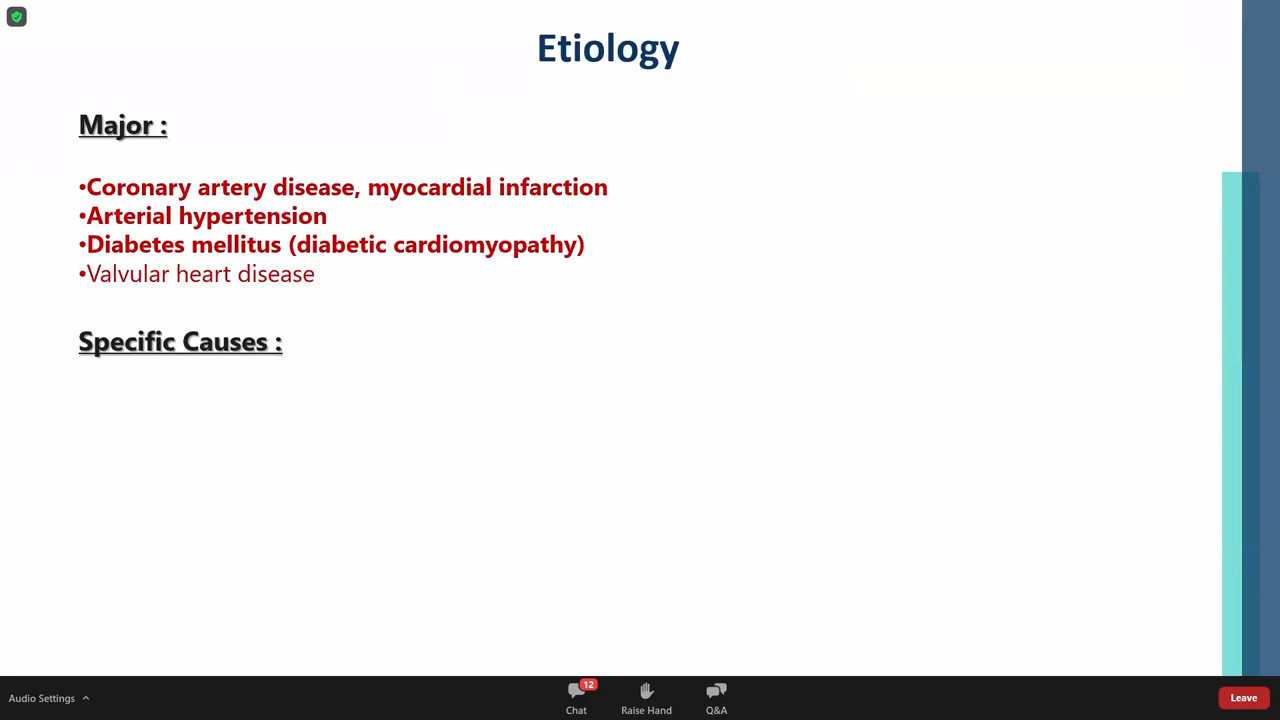 Etiology
Major :
•Coronary artery disease, myocardial infarction
•Arterial hypertension
•Diabetes mellitus (diabetic cardiomyopathy)
•Valvular heart disease
Specific Causes :
Audio Settings
12
Chat
Raise Hand
Q&A
Leave